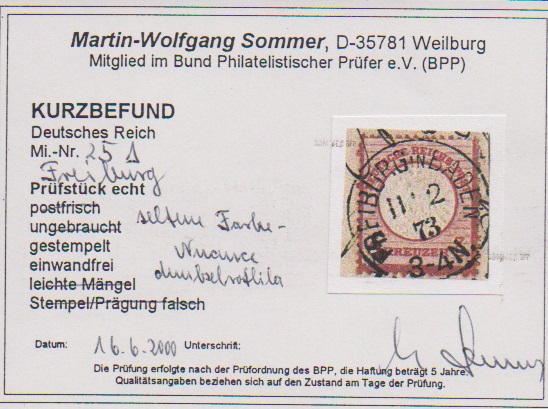 Martin-Wolfgang Sommer, D-35781 Weilburg
Mitglied im Bund Philatelistischer Prüfer e.V. (BPP)
KURZBEFUND
Deutsches Reich
Mi.-Nr. 25 1
Freiburg
Prüfstück echt
postfrisch
ungebraucht
gestempelt
einwandfrei
leichte Mängel
Stempel/Prägung falsch
seltene Farbe-
Nuance
dunkelrotlila
FREIBURG IN BADEN
11 2
73
3-4N.
KREUZER
Datum: 16.6.2000 Unterschrift:
Die Prüfung erfolgte nach der Prüfordnung des BPP, die Haftung beträgt 5 Jahre.
Qualitätsangaben beziehen sich auf den Zustand am Tage der Prüfung.